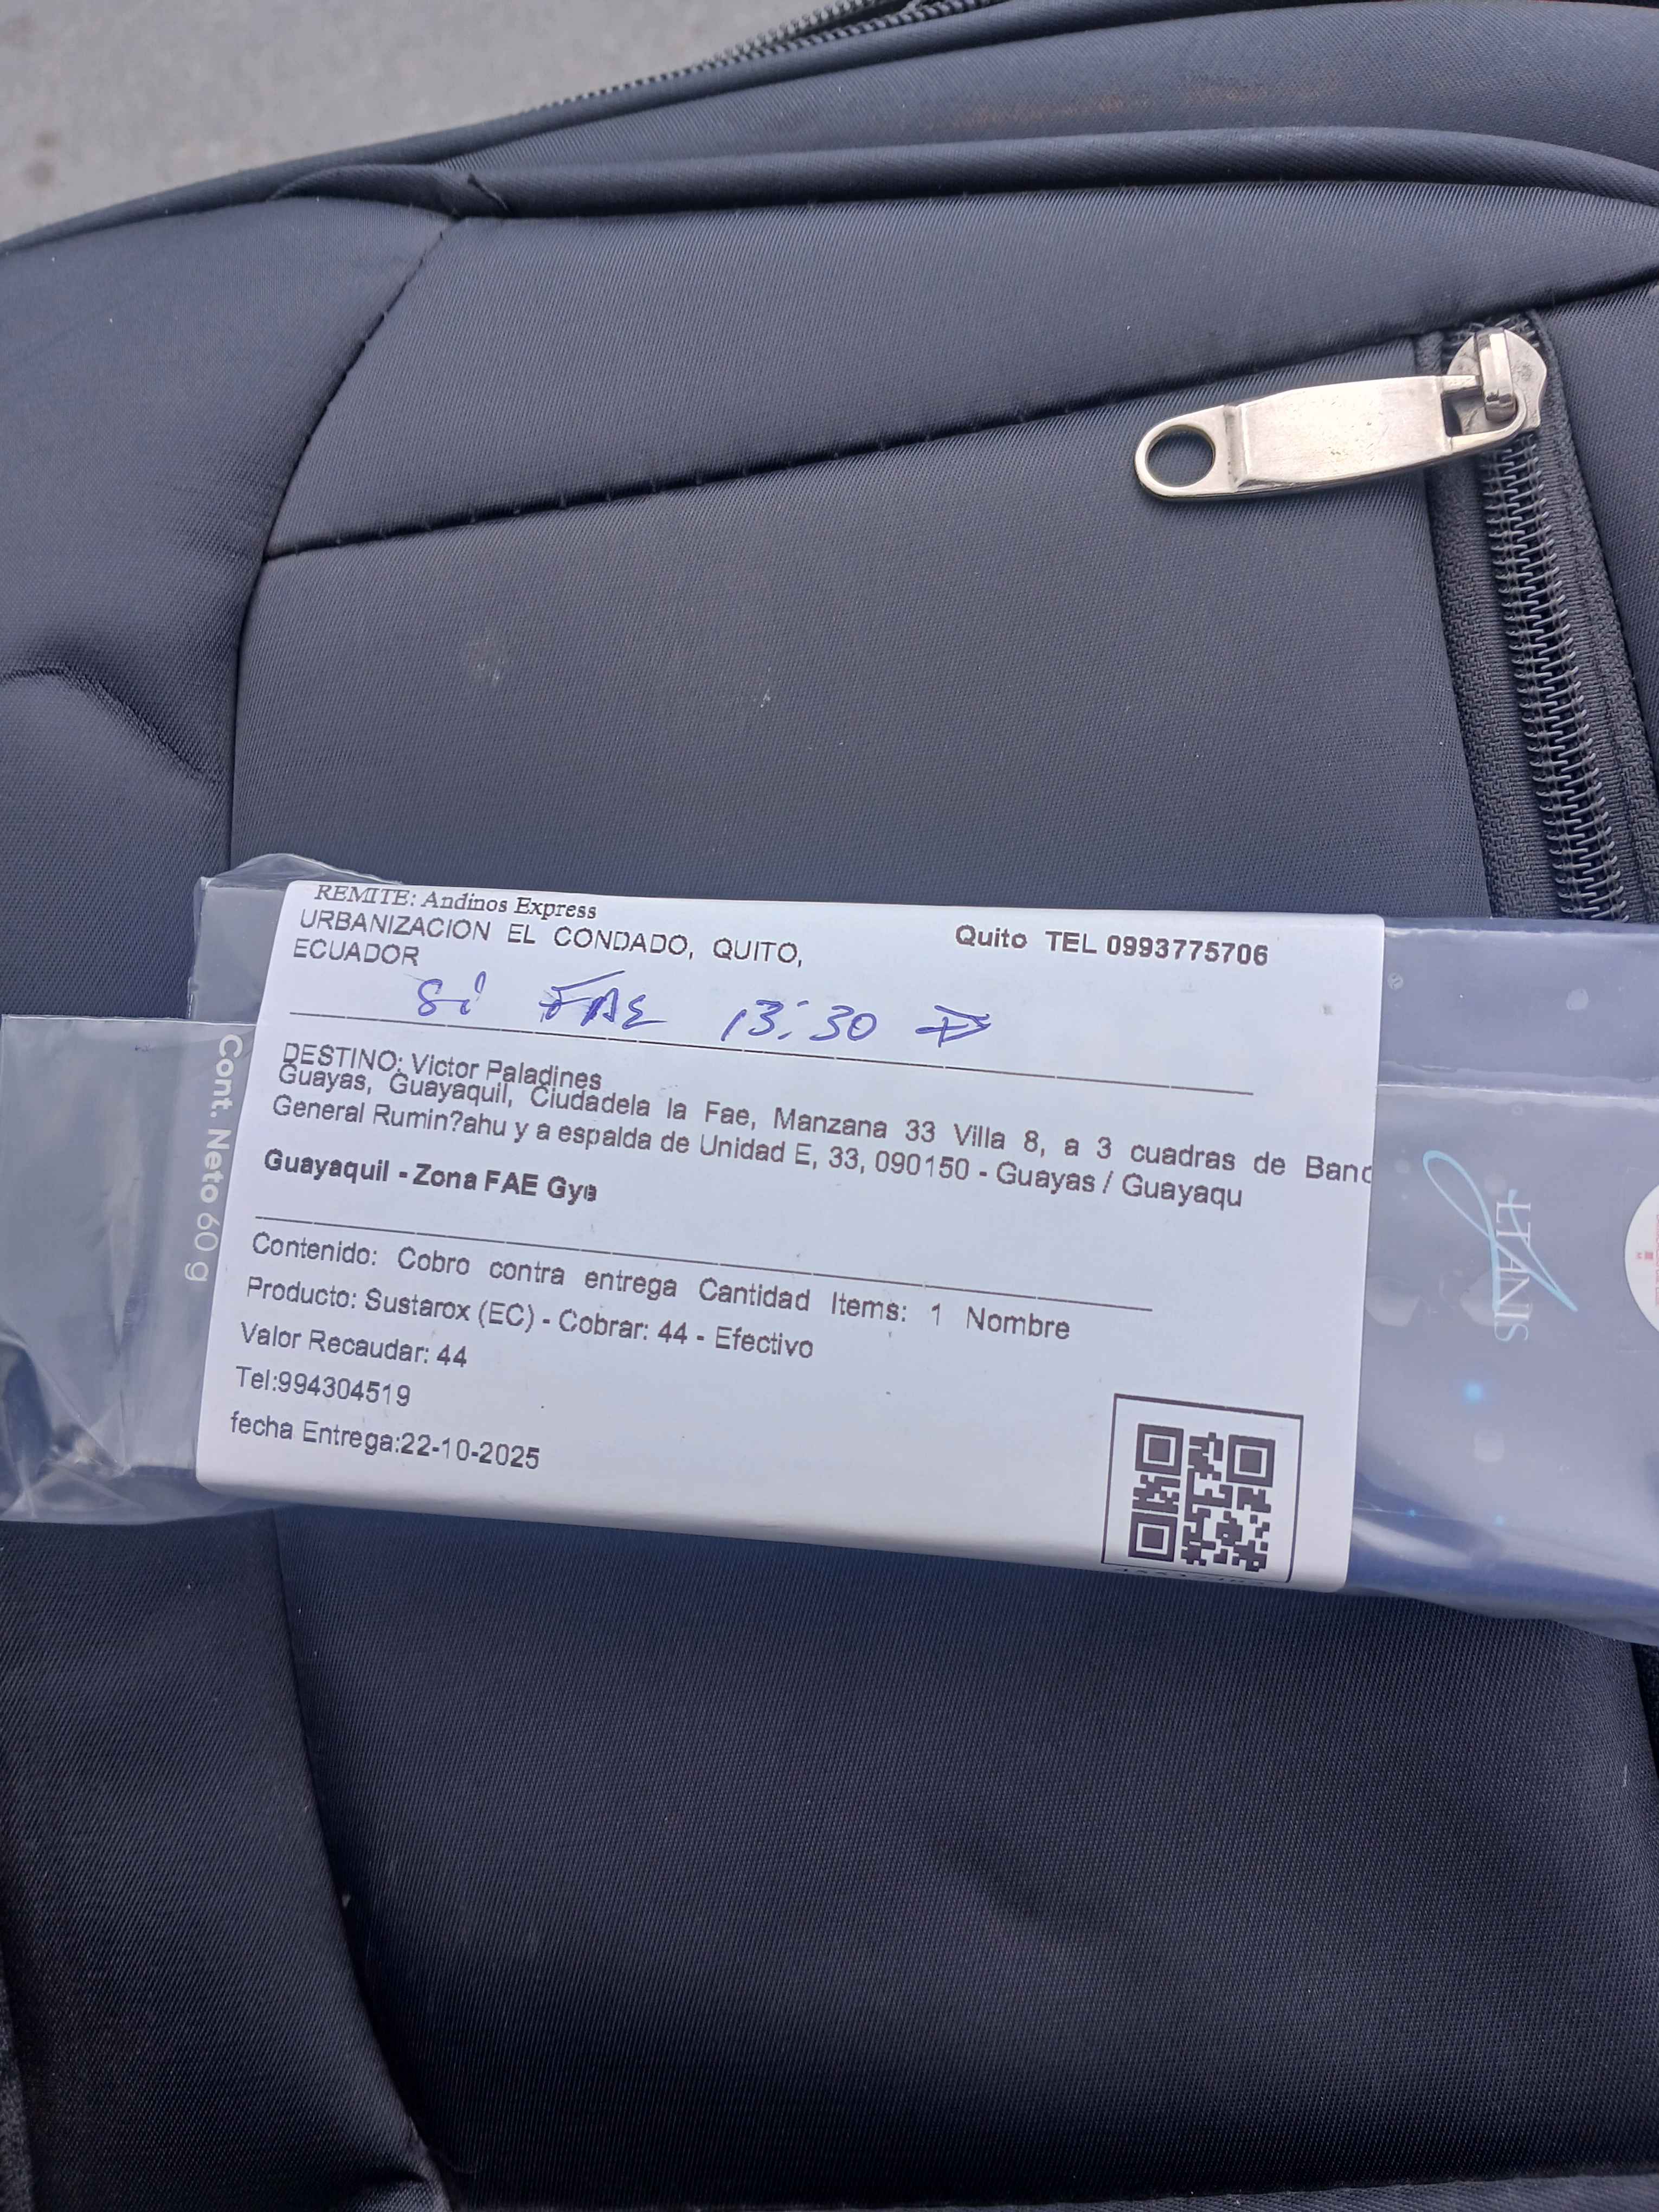 REMITE: Andinos Express
URBANIZACION EL CONDADO, QUITO,
ECUADOR
Quito TEL 0993775706
Si FAE 13:30
DESTINO: Victor Paladines
Guayas, Guayaquil, Ciudadela la Fae, Manzana 33 Villa 8, a 3 cuadras de Banc
General Rumin?ahu y a espalda de Unidad E, 33, 090150 - Guayas / Guayaqu
Guayaquil - Zona FAE Gye
Contenido: Cobro contra entrega Cantidad Items: 1 Nombre
Producto: Sustarox (EC) - Cobrar: 44 - Efectivo
Valor Recaudar: 44
Tel:994304519
fecha Entrega:22-10-2025
Cont. Neto 60 g